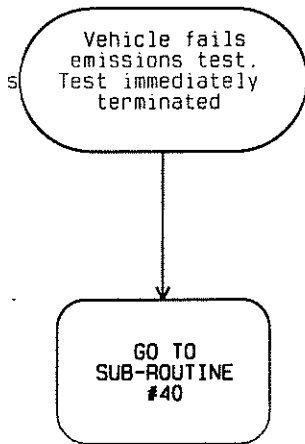 Vehicle fails
emissions test.
s Test immediately
terminated
GO TO
SUB-ROUTINE
#40